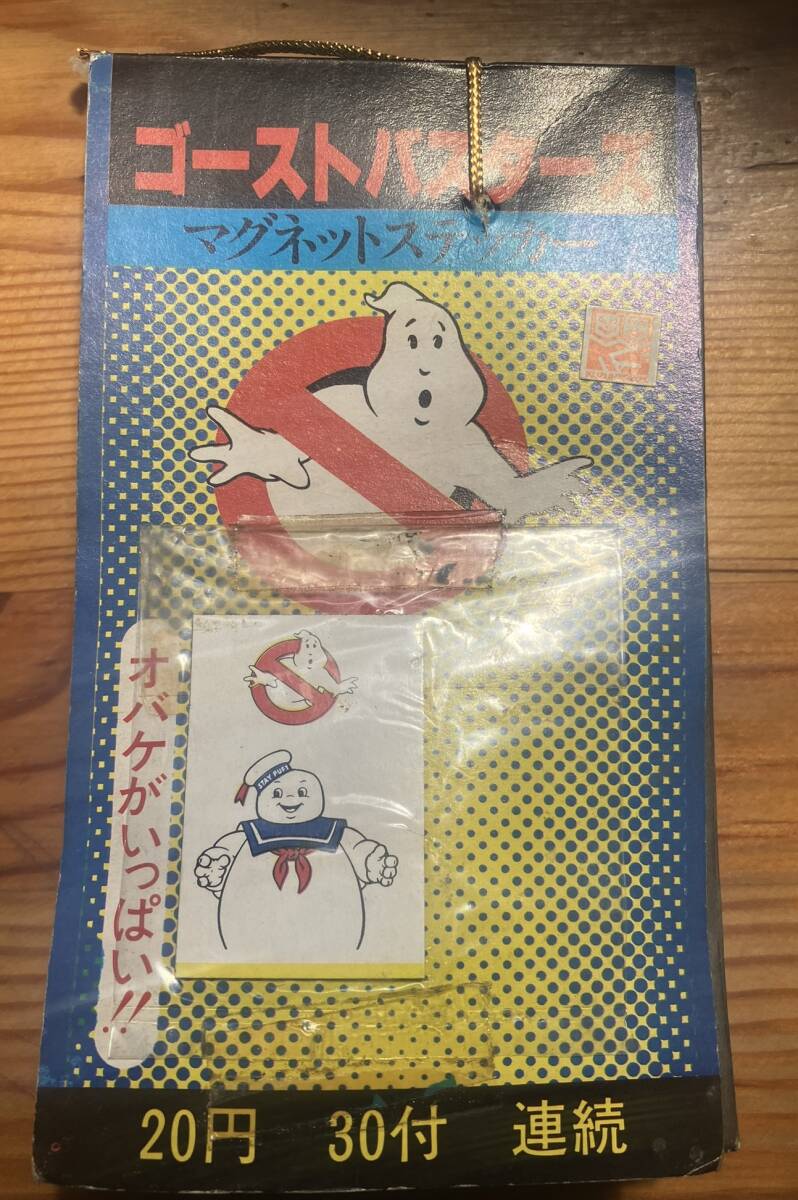 ゴーストバスターズ
マグネットステッカー
オバケがいっぱい!!
STAY PUFT
20円 30付 連続